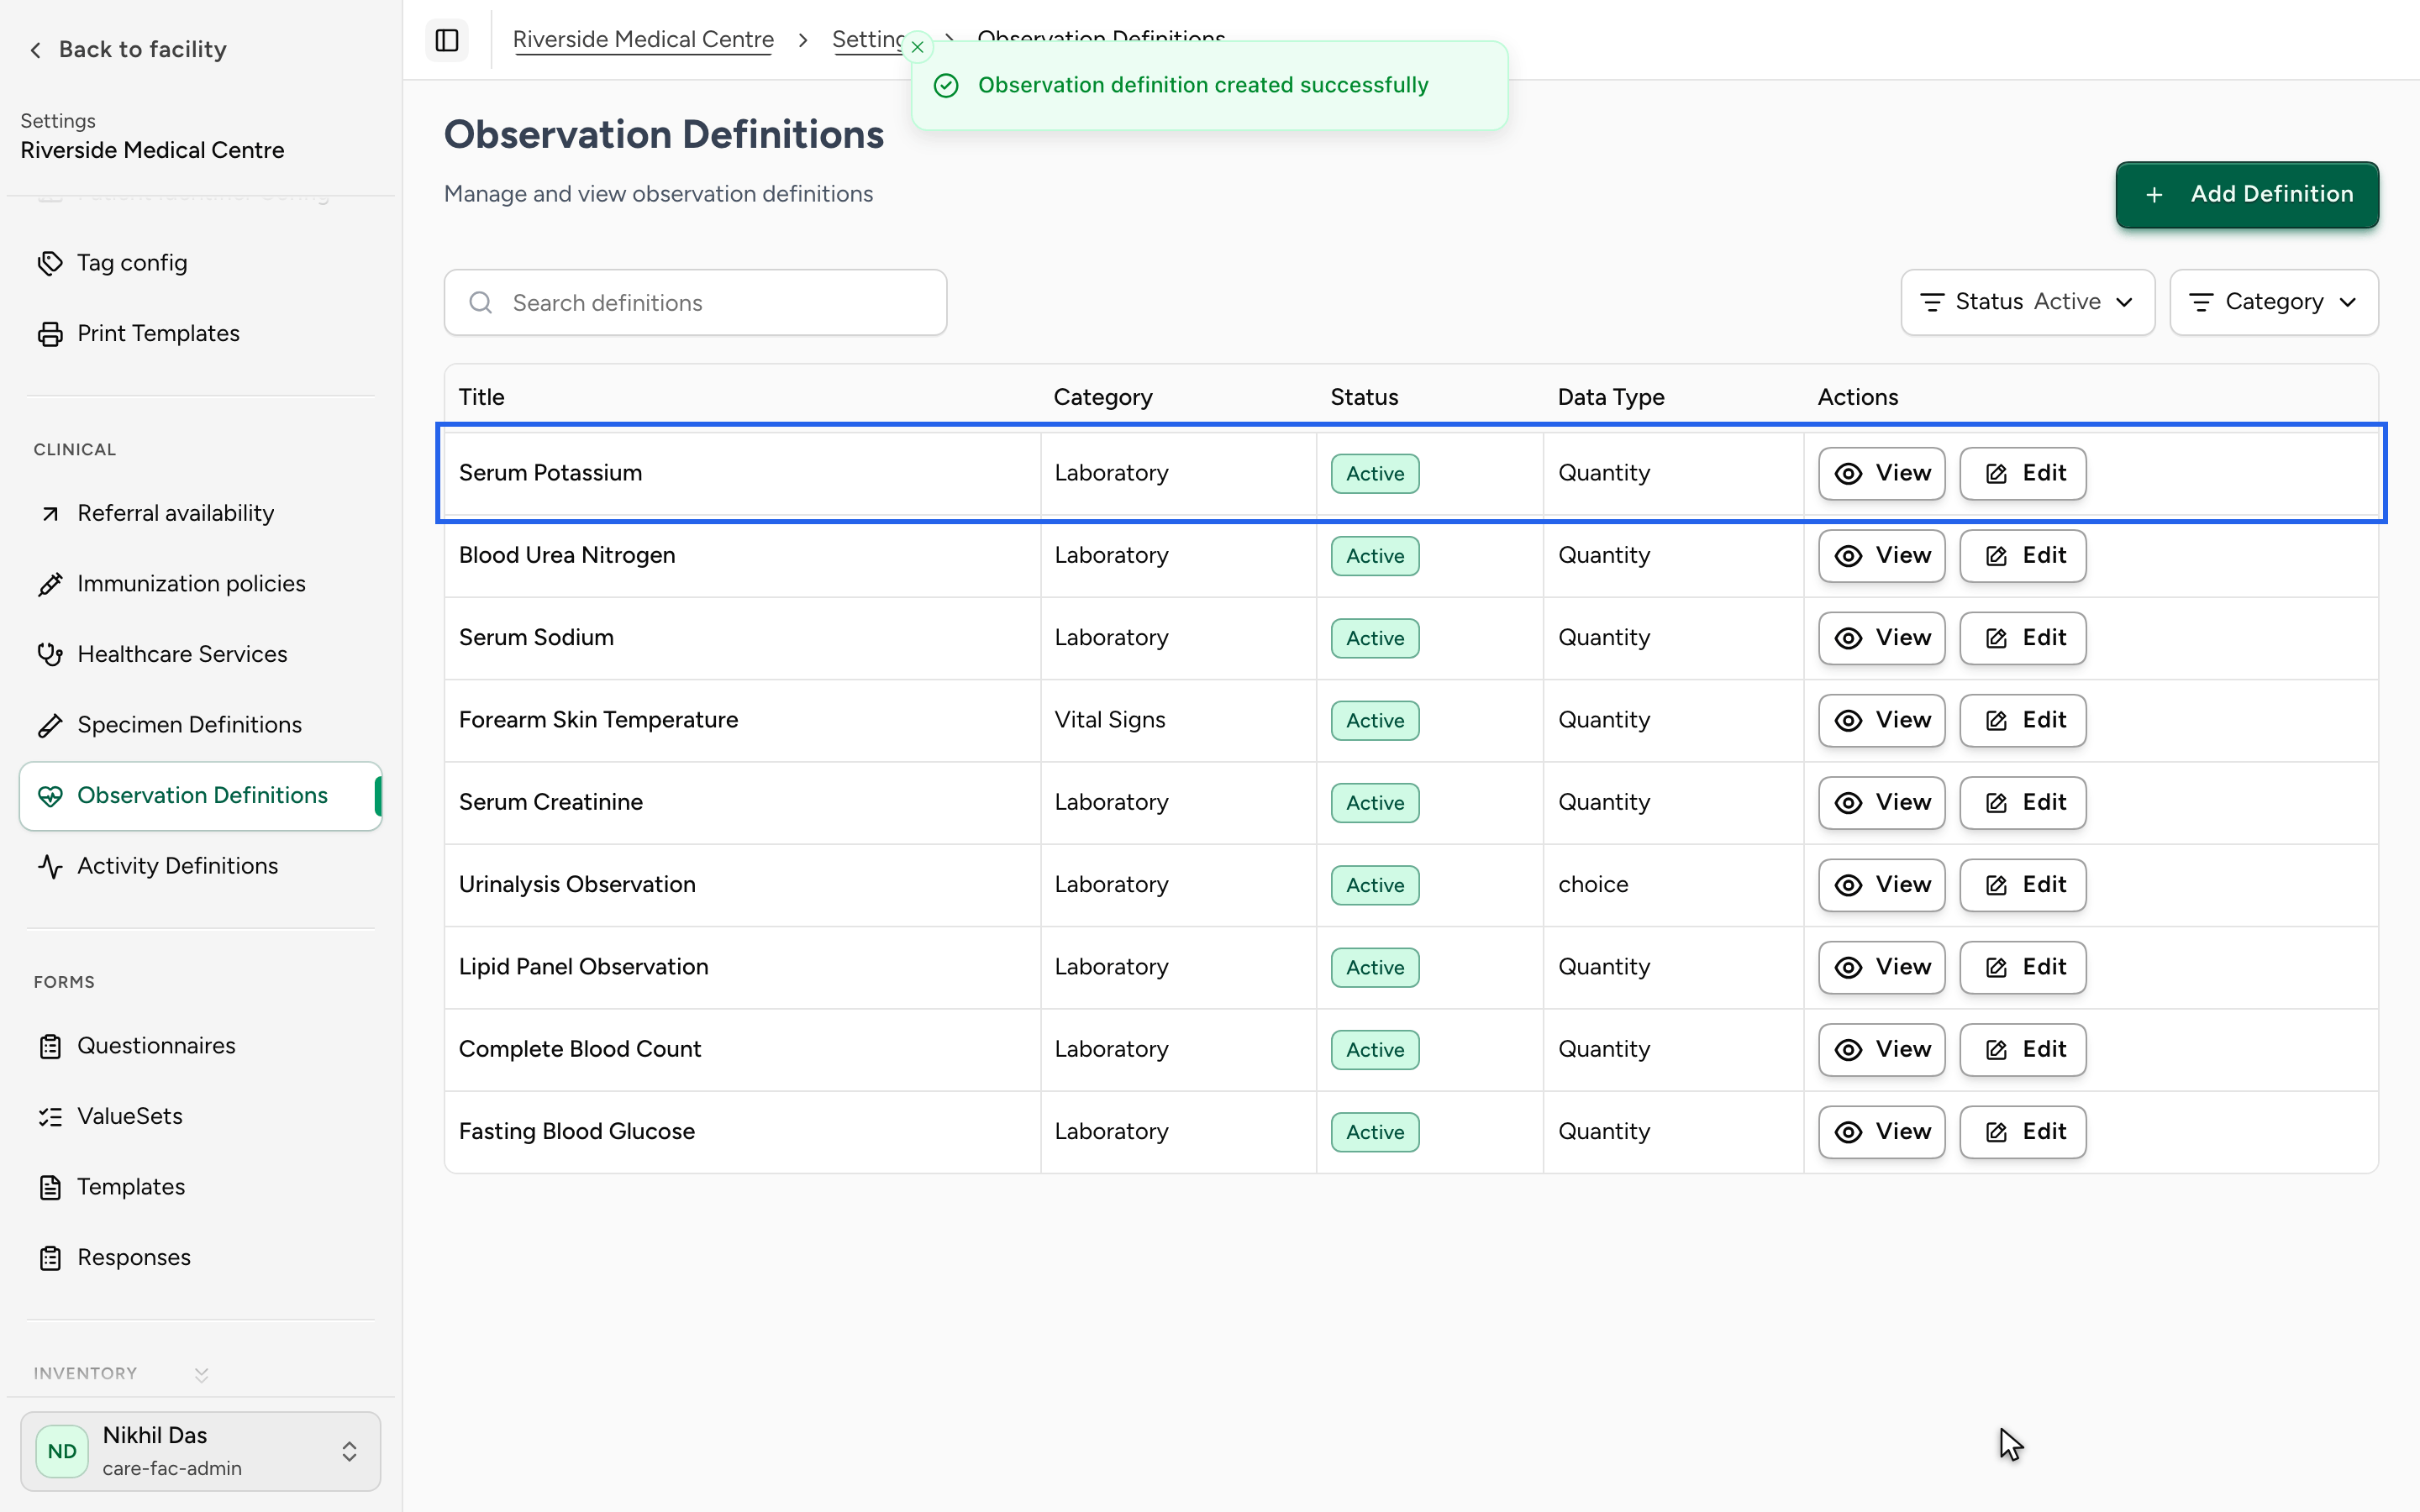 Back to facility
Settings
Riverside Medical Centre
Tag config
Print Templates
CLINICAL
Referral availability
Immunization policies
Healthcare Services
Specimen Definitions
Observation Definitions
Activity Definitions
FORMS
Questionnaires
ValueSets
Templates
Responses
INVENTORY
ND
Nikhil Das
care-fac-admin
Riverside Medical Centre > Setting > Observation Definitions
Observation definition created successfully
Observation Definitions
Manage and view observation definitions
+ Add Definition
Search definitions
Status Active
Category
Title Category Status Data Type Actions
Serum Potassium Laboratory Active Quantity View Edit
Blood Urea Nitrogen Laboratory Active Quantity View Edit
Serum Sodium Laboratory Active Quantity View Edit
Forearm Skin Temperature Vital Signs Active Quantity View Edit
Serum Creatinine Laboratory Active Quantity View Edit
Urinalysis Observation Laboratory Active choice View Edit
Lipid Panel Observation Laboratory Active Quantity View Edit
Complete Blood Count Laboratory Active Quantity View Edit
Fasting Blood Glucose Laboratory Active Quantity View Edit